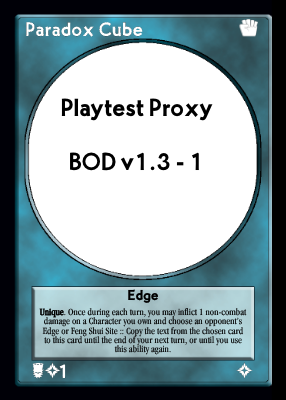 Paradox Cube
Playtest Proxy
BOD v1.3 - 1
Edge
Unique. Once during each turn, you may inflict 1 non-combat
damage on a Character you own and choose an opponent's
Edge or Feng Shui Site :: Copy the text from the chosen card
to this card until the end of your next turn, or until you use
this ability again.
1